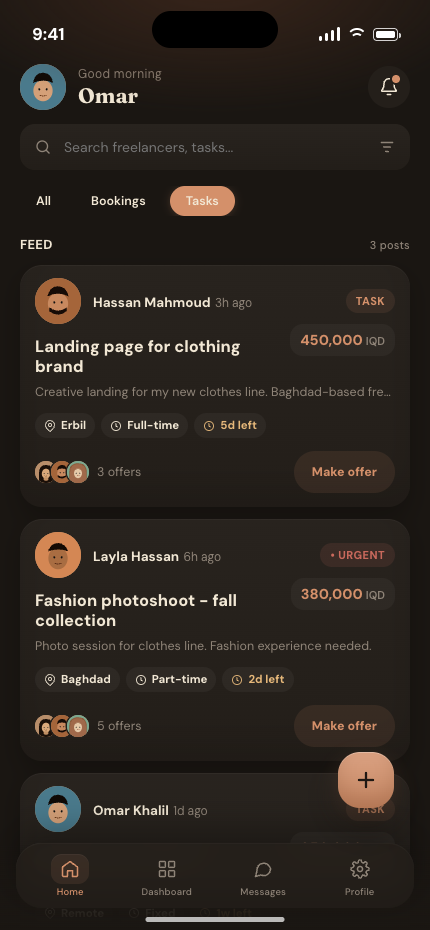 9:41
Good morning
Omar
Search freelancers, tasks...
All Bookings Tasks
FEED 3 posts
Hassan Mahmoud 3h ago TASK
Landing page for clothing brand
450,000 IQD
Creative landing for my new clothes line. Baghdad-based fre...
Erbil Full-time 5d left
3 offers Make offer
Layla Hassan 6h ago • URGENT
Fashion photoshoot - fall collection
380,000 IQD
Photo session for clothes line. Fashion experience needed.
Baghdad Part-time 2d left
5 offers Make offer
Omar Khalil 1d ago TASK
Home Dashboard Messages Profile
Remote Fixed 1w left